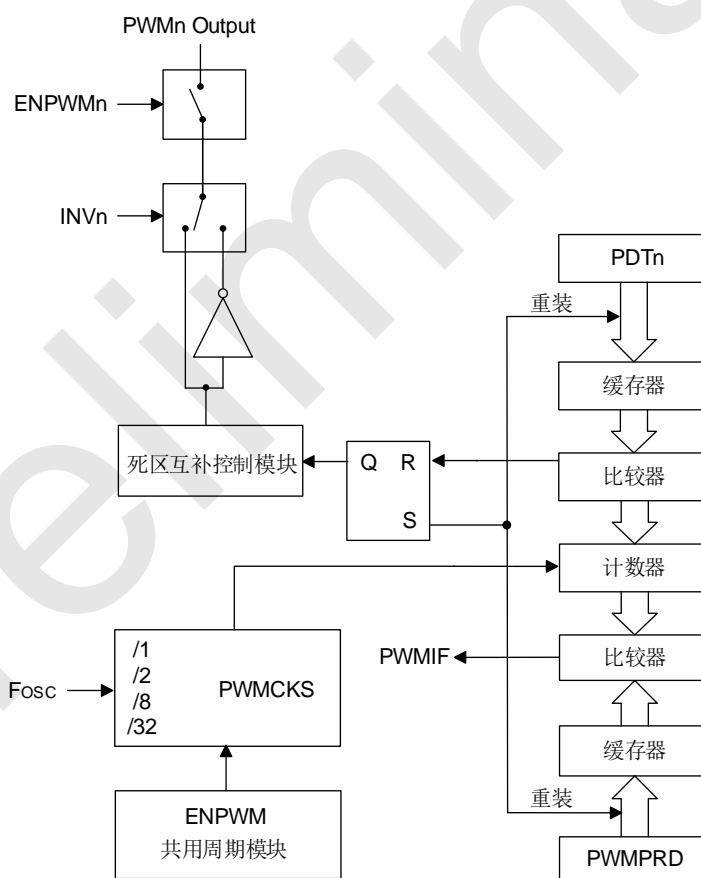 PWMn Output
ENPWMn
INVn
PDTn
重装
缓存器
死区互补控制模块
Q R
S
比较器
计数器
/1
/2
/8
/32
PWMCKS
Fosc
PWMIF
比较器
缓存器
重装
ENPWM
共用周期模块
PWMPRD
elimina